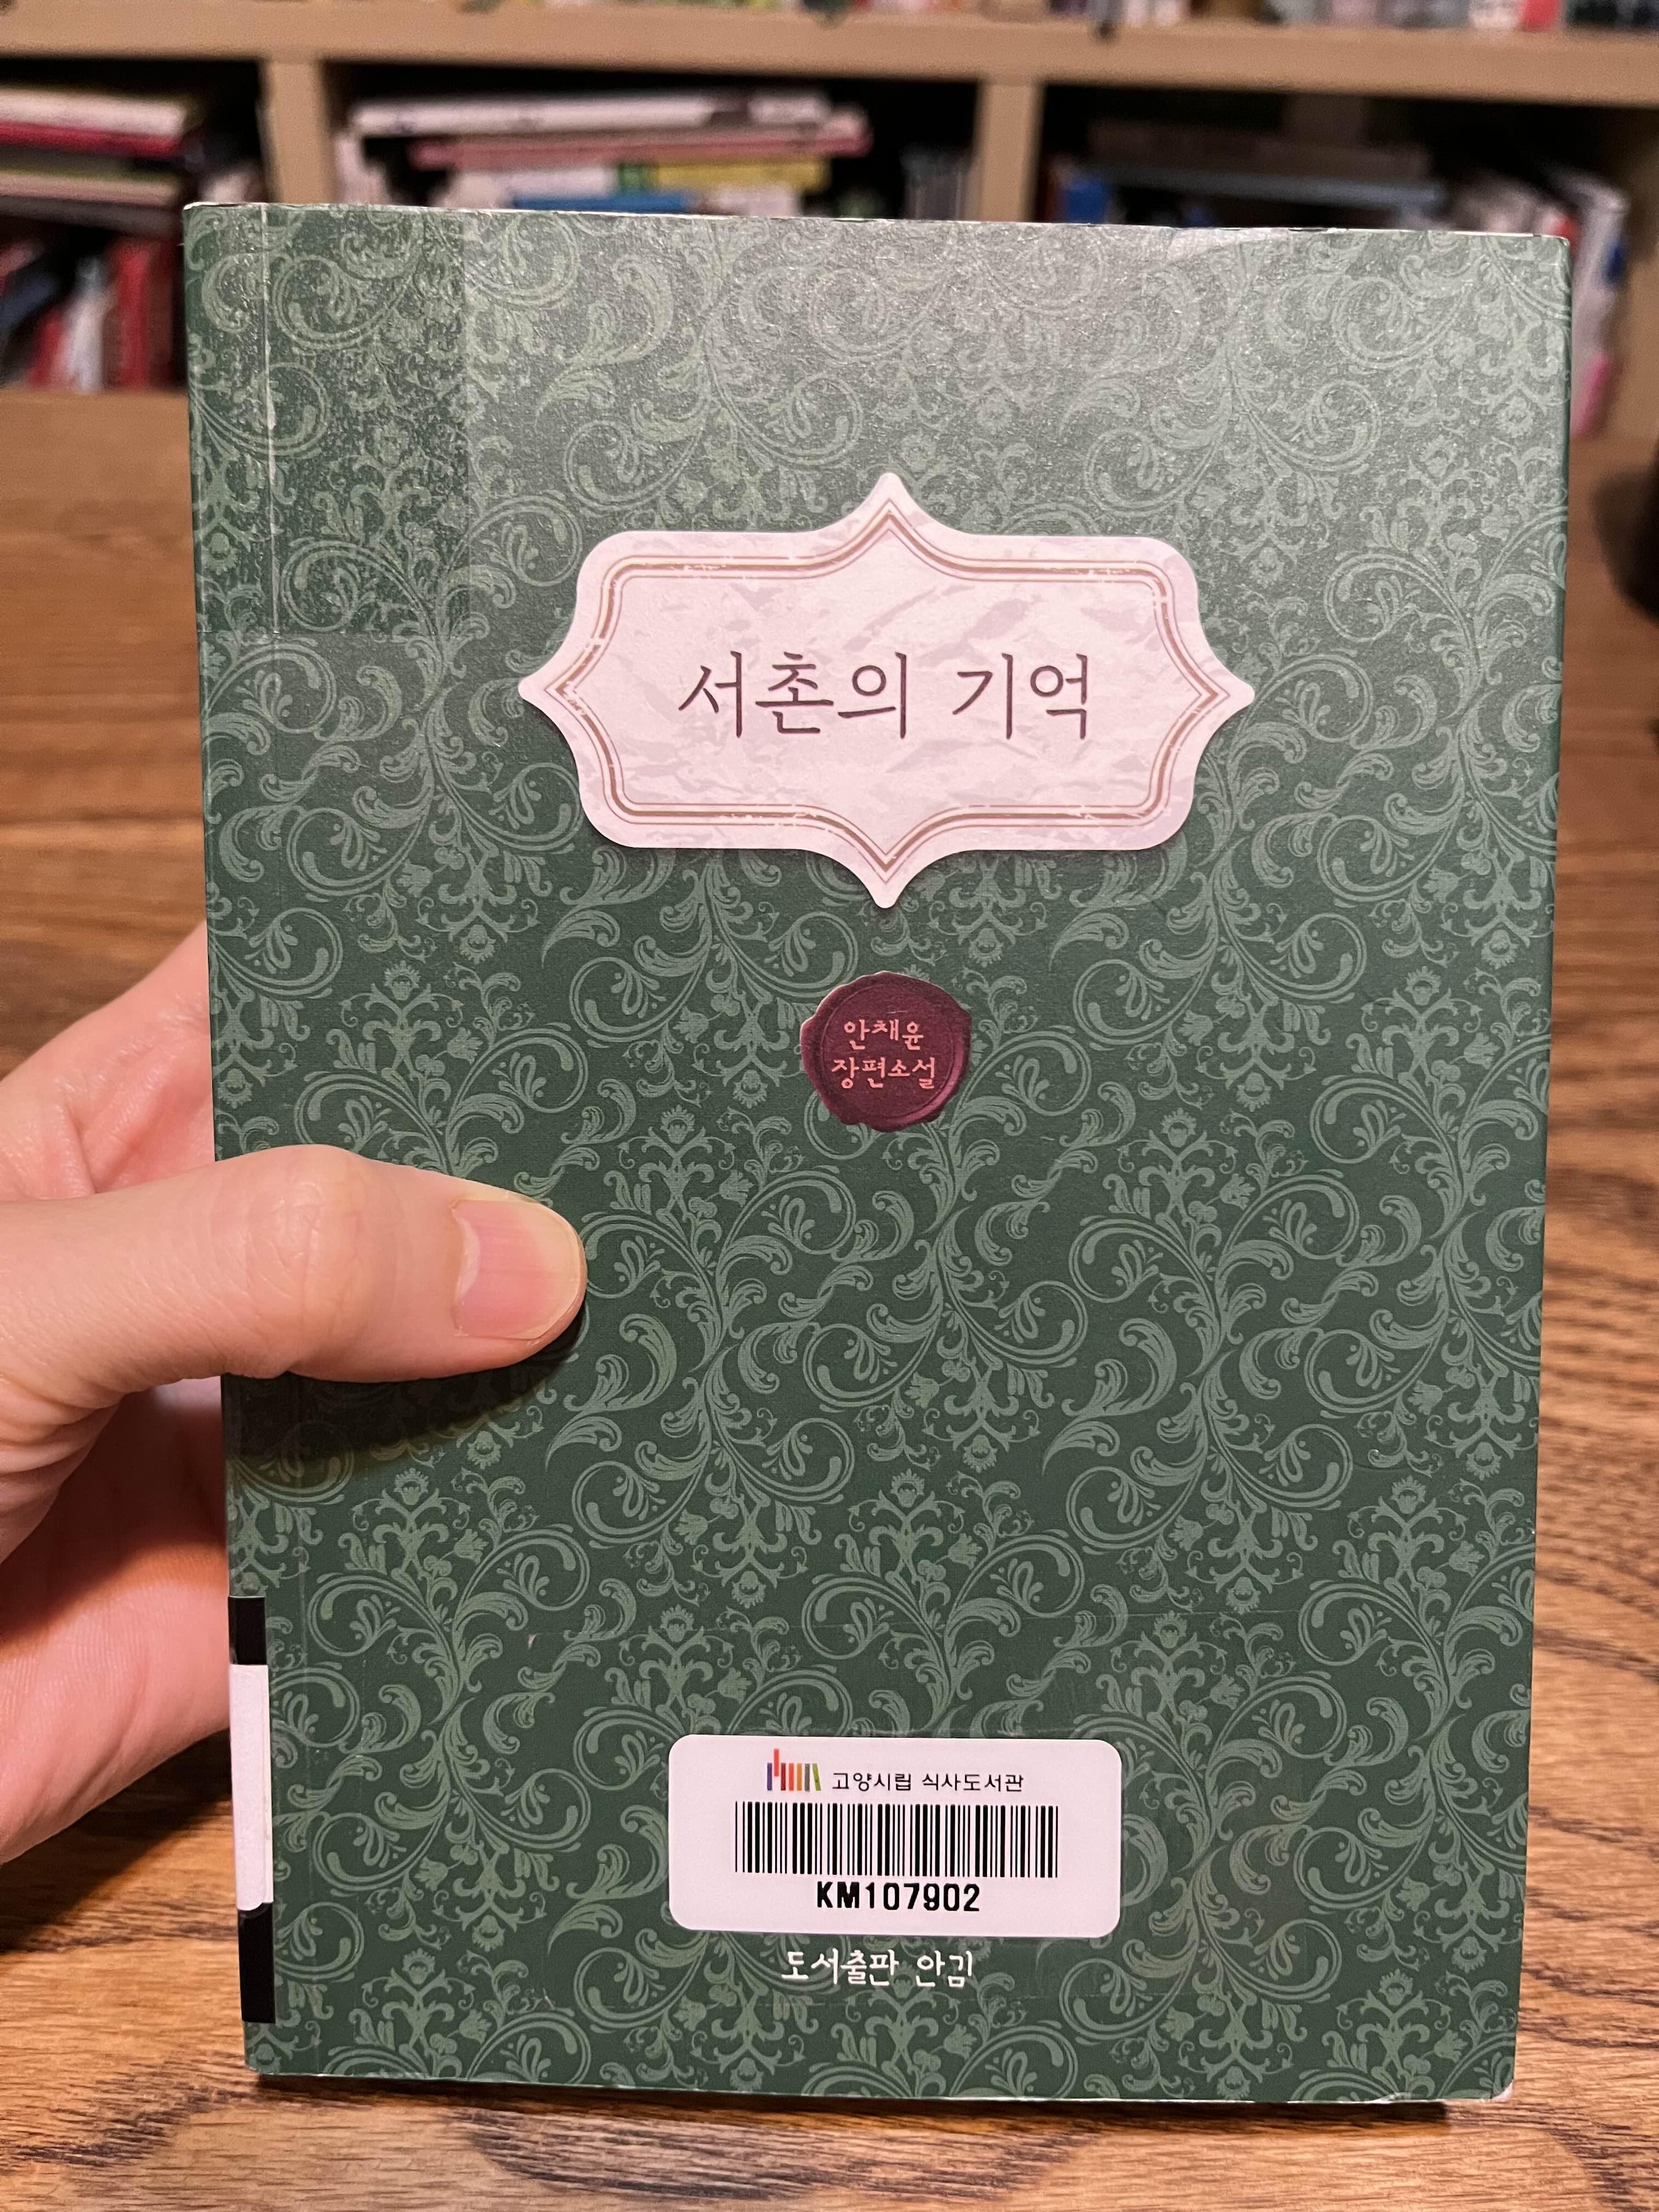 서촌의 기억
안채윤
장편소설
고양시립 식사도서관
KM107902
도서출판 안김